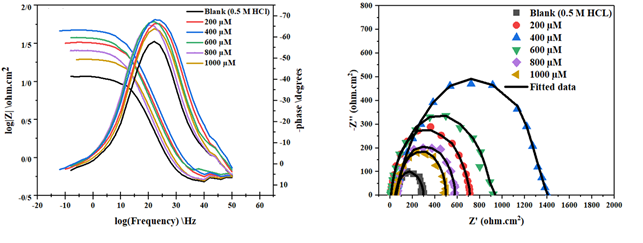 Blank (0.5 M HCl)
200 µM
400 µM
600 µM
800 µM
1000 µM
2.0
1.5
1.0
0.5
0.0
-0.5
log|Z| \ohm.cm²
-70
-60
-50
-40
-30
-20
-10
0
10
-phase \degrees
-20 -10 0 10 20 30 40 50 60
log(Frequency) \Hz
Blank (0.5 M HCL)
200 µM
400 µM
600 µM
800 µM
1000 µM
Fitted data
800
700
600
500
400
300
200
100
0
-Z'' (ohm.cm2)
0 200 400 600 800 1000 1200 1400 1600 1800 2000
Z' (ohm.cm2)